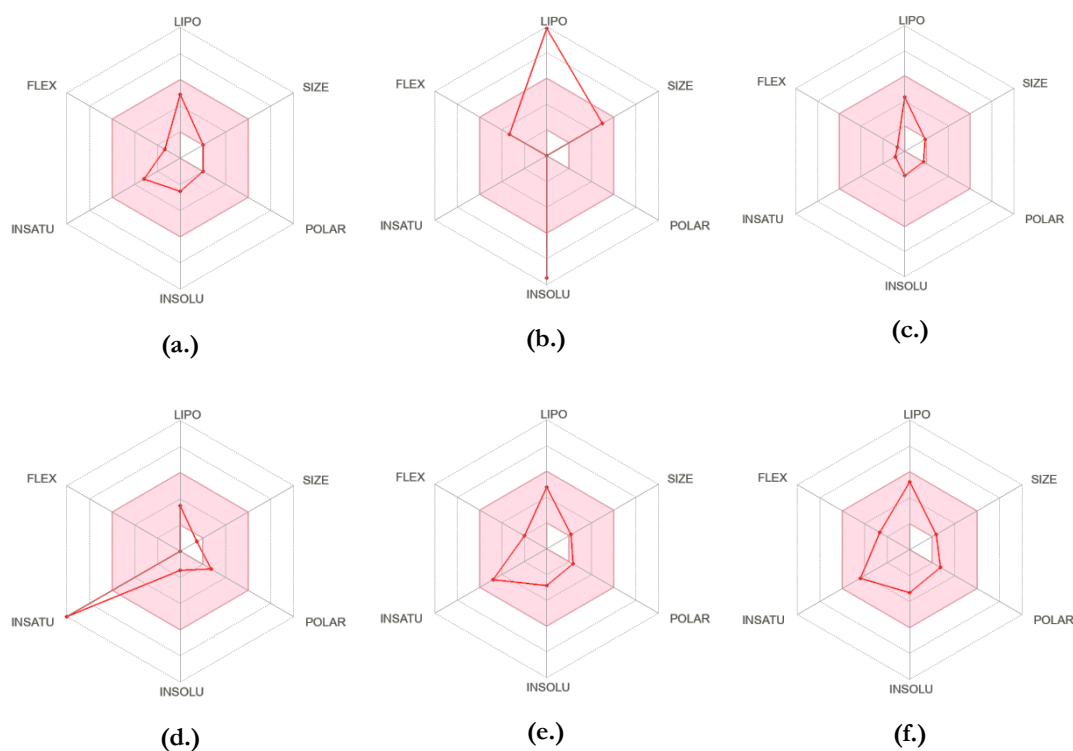 LIPO
FLEX
SIZE
INSATU
POLAR
INSOLU
(a.)
LIPO
FLEX
SIZE
INSATU
POLAR
INSOLU
(b.)
LIPO
FLEX
SIZE
INSATU
POLAR
INSOLU
(c.)
LIPO
FLEX
SIZE
INSATU
POLAR
INSOLU
(d.)
LIPO
FLEX
SIZE
INSATU
POLAR
INSOLU
(e.)
LIPO
FLEX
SIZE
INSATU
POLAR
INSOLU
(f.)